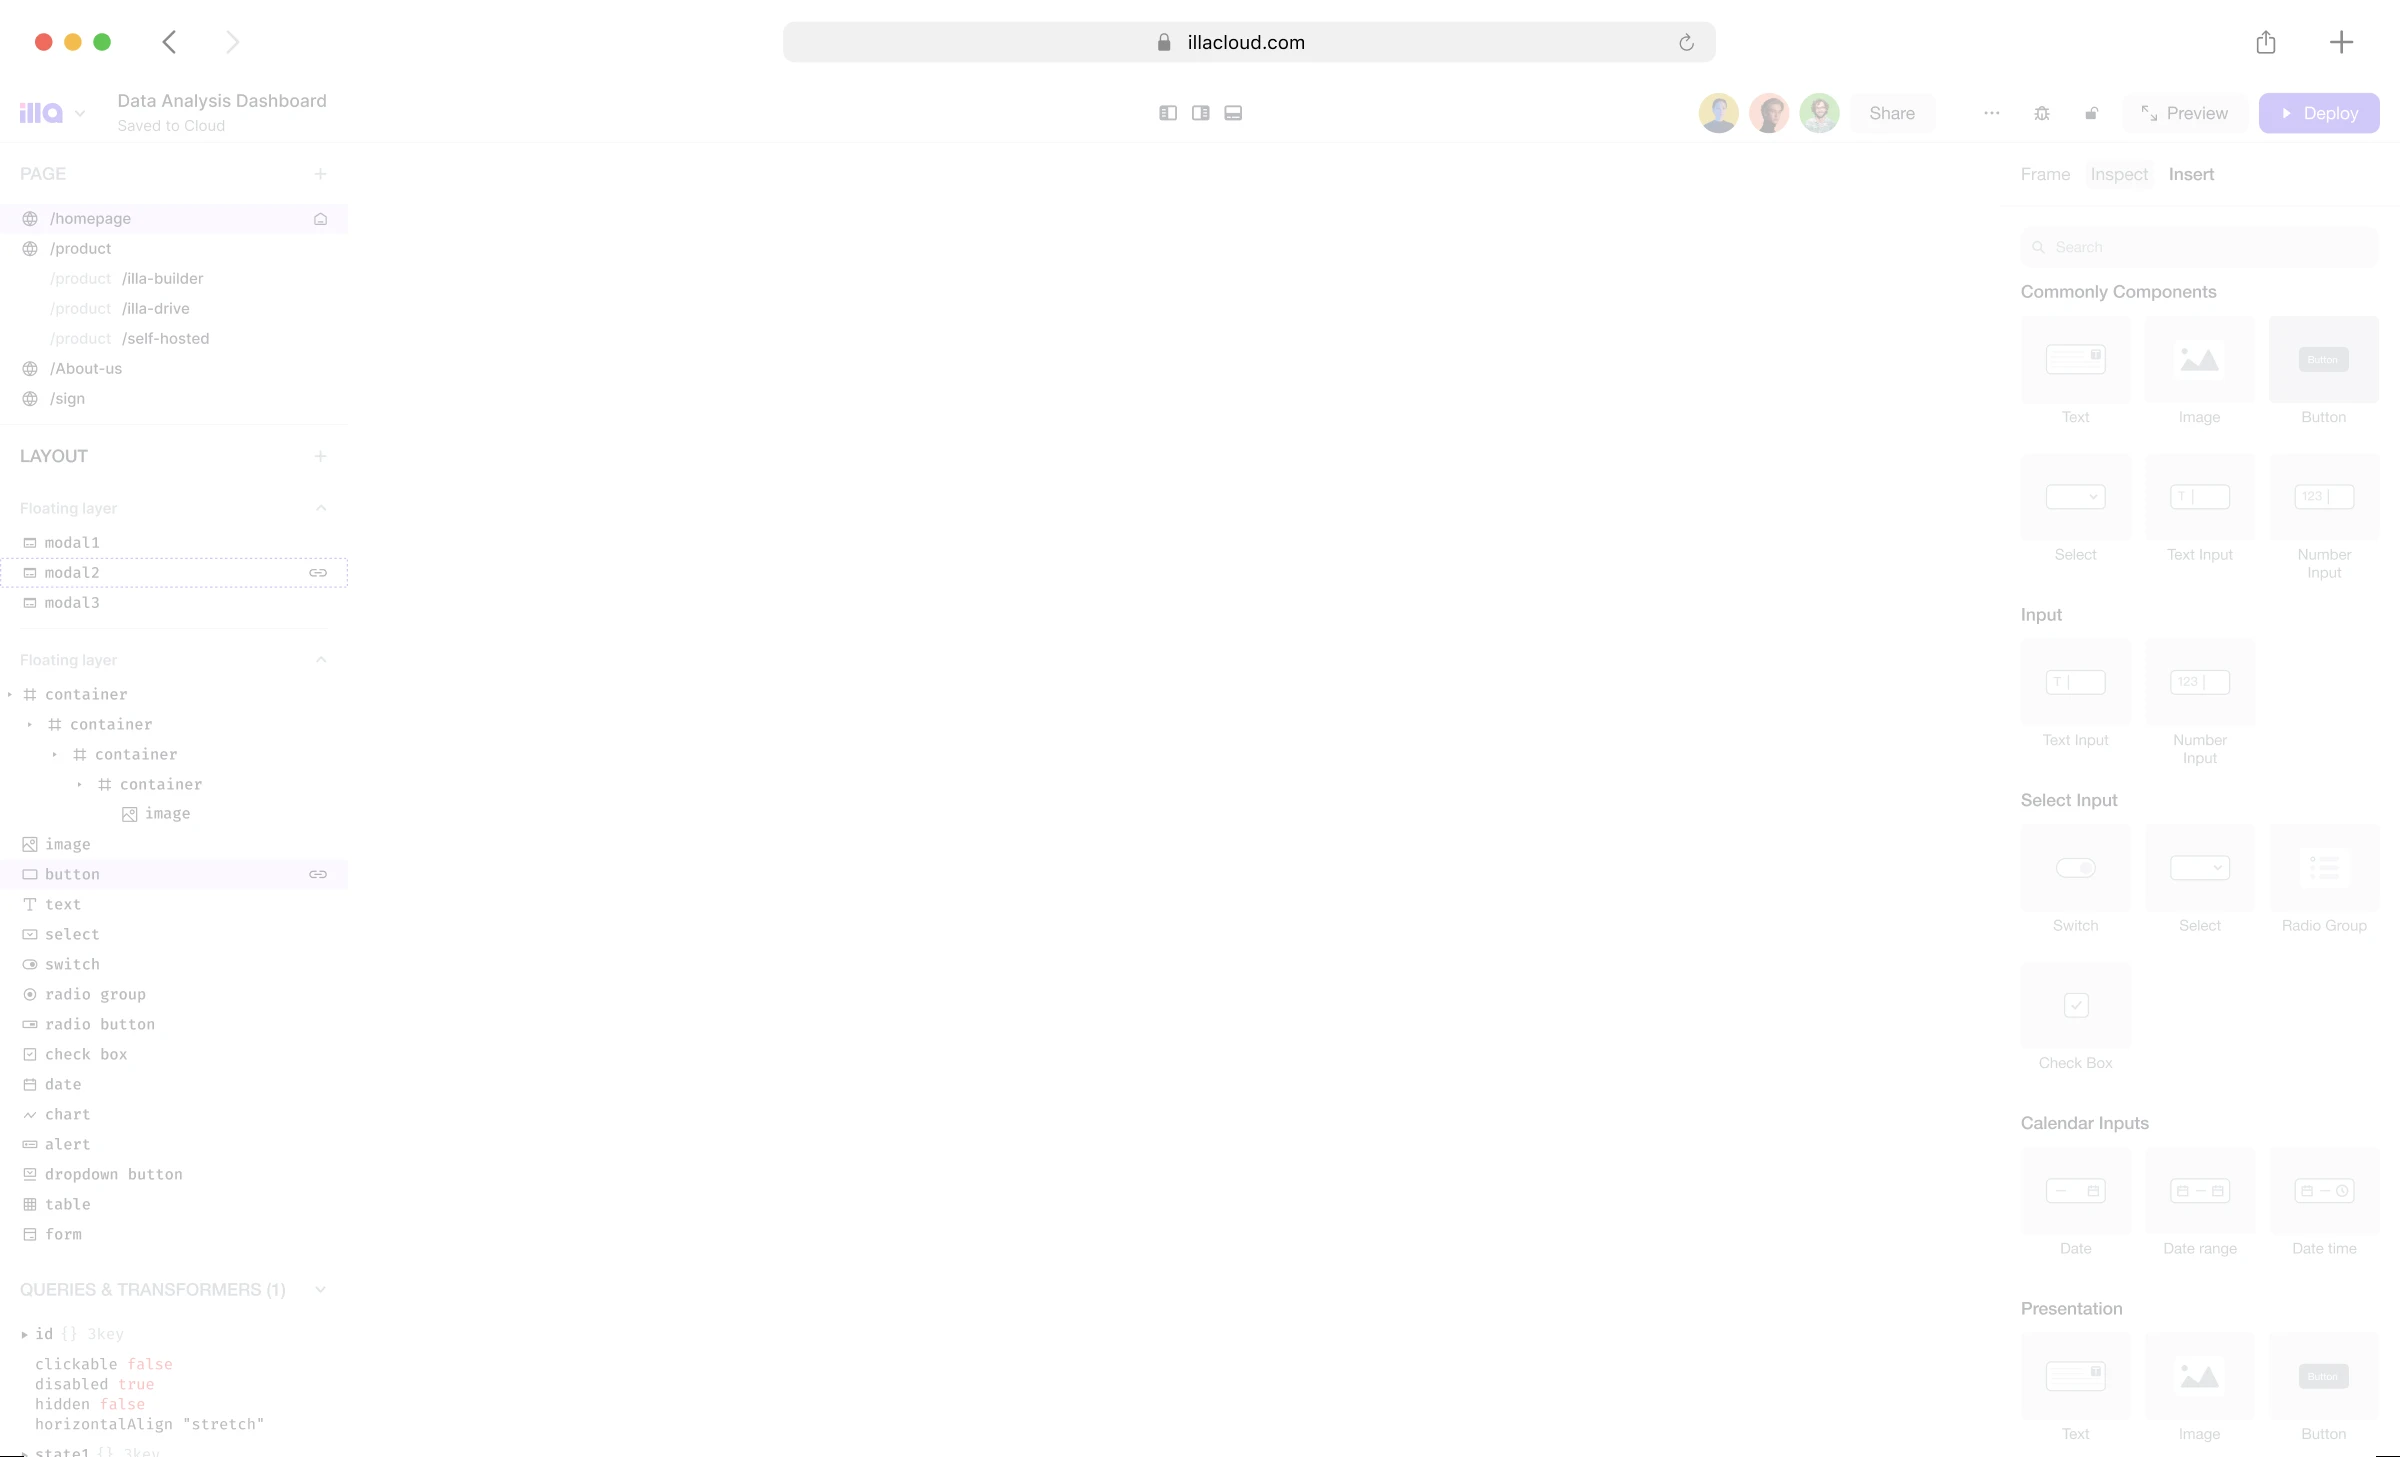 illacloud.com
illa
Data Analysis Dashboard
Saved to Cloud
Share
Preview
Deploy
PAGE
/homepage
/product
/product /illa-builder
/product /illa-drive
/product /self-hosted
/About-us
/sign
LAYOUT
Floating layer
modal1
modal2
modal3
Floating layer
container
container
container
container
image
image
button
text
select
switch
radio group
radio button
check box
date
chart
alert
dropdown button
table
form
QUERIES & TRANSFORMERS (1)
id {} 3key
clickable false
disabled true
hidden false
horizontalAlign "stretch"
state1 {} 3key
Frame Inspect Insert
Search
Commonly Components
T
Button
Text Image Button
T
123
Select Text Input Number
Input
Input
T
123
Text Input Number
Input
Select Input
Switch Select Radio Group
Check Box
Calendar Inputs
Date Date range Date time
Presentation
T
Button
Text Image Button